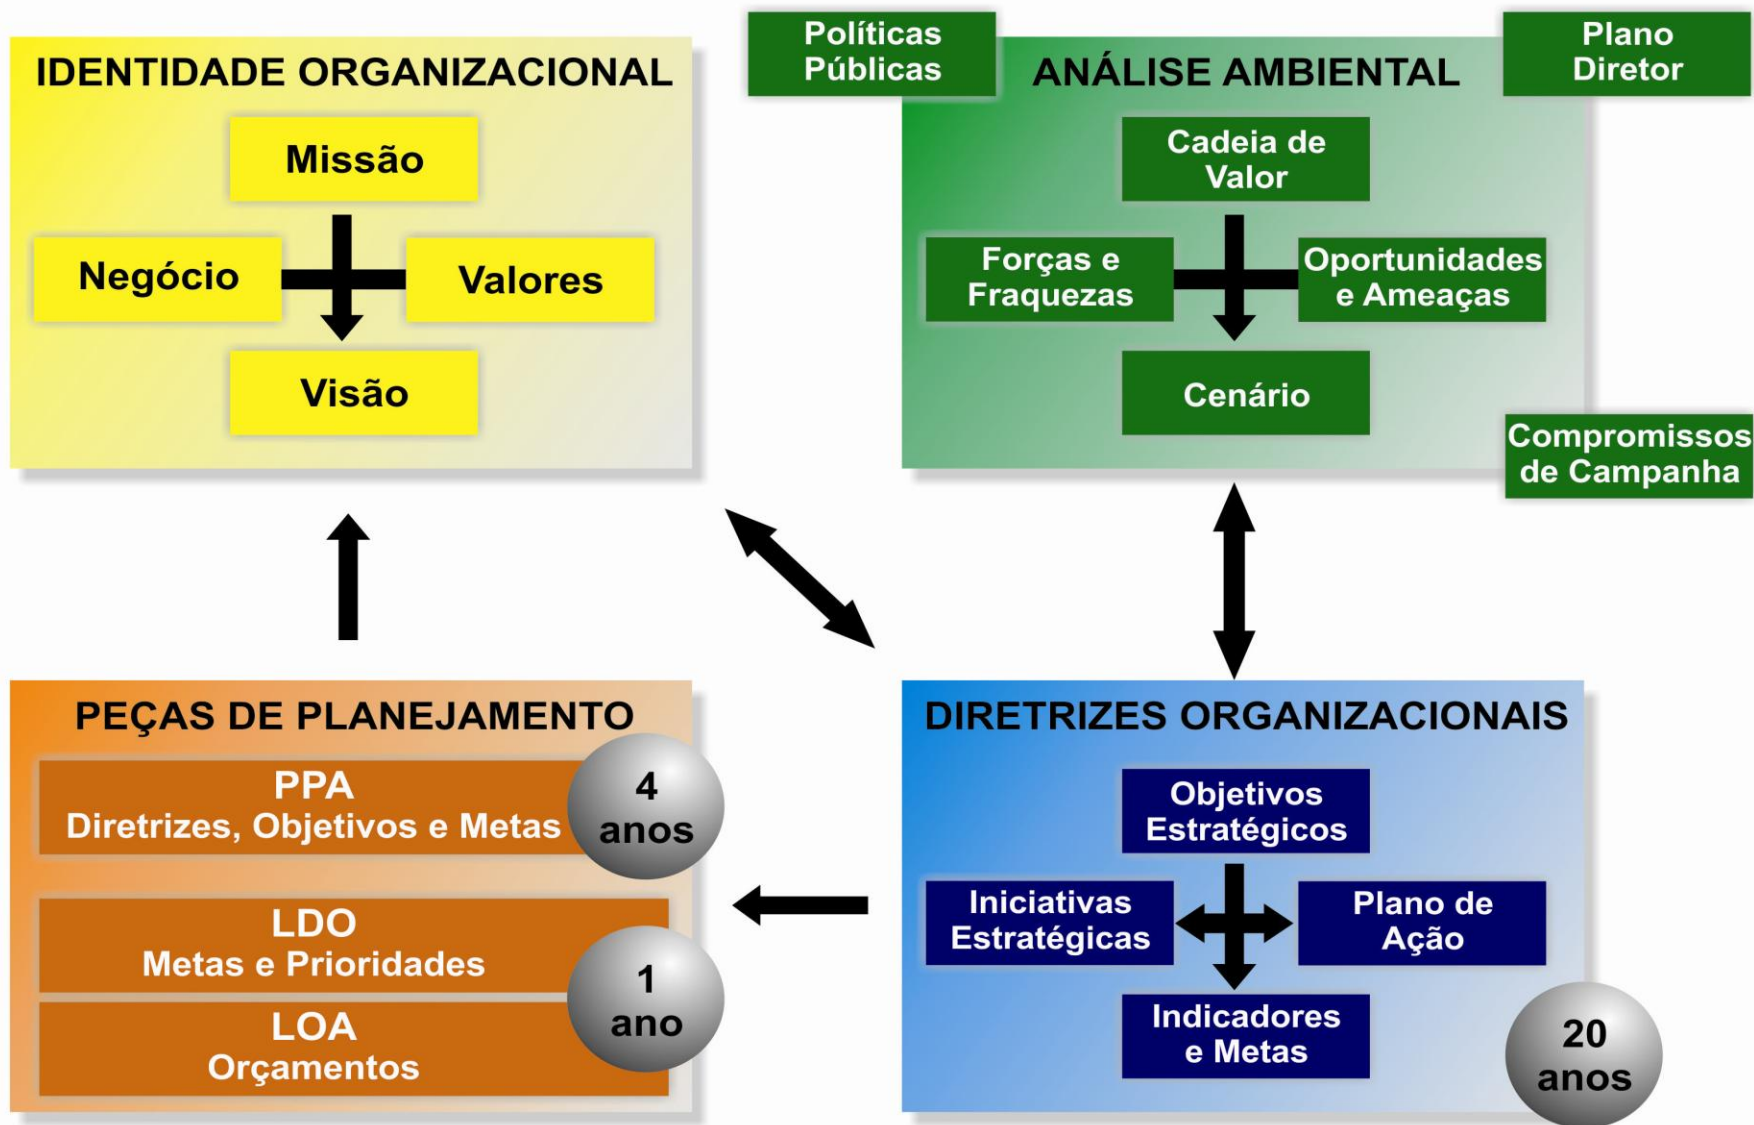 IDENTIDADE ORGANIZACIONAL
Missão
Negócio
Valores
Visão
Políticas
Públicas
ANÁLISE AMBIENTAL
Plano
Diretor
Cadeia de
Valor
Forças e
Fraquezas
Oportunidades
e Ameaças
Cenário
Compromissos
de Campanha
PEÇAS DE PLANEJAMENTO
PPA
Diretrizes, Objetivos e Metas
4
anos
LDO
Metas e Prioridades
1
ano
LOA
Orçamentos
DIRETRIZES ORGANIZACIONAIS
Objetivos
Estratégicos
Iniciativas
Estratégicas
Plano de
Ação
Indicadores
e Metas
20
anos